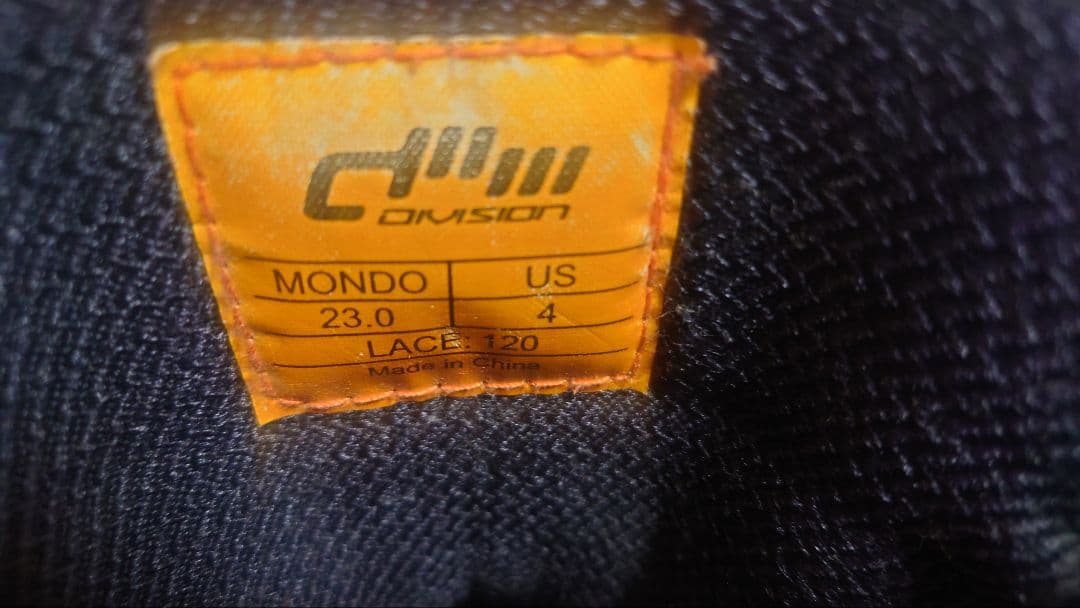 DIVISION
MONDO US
23.0 4
LACE: 120
Made in China